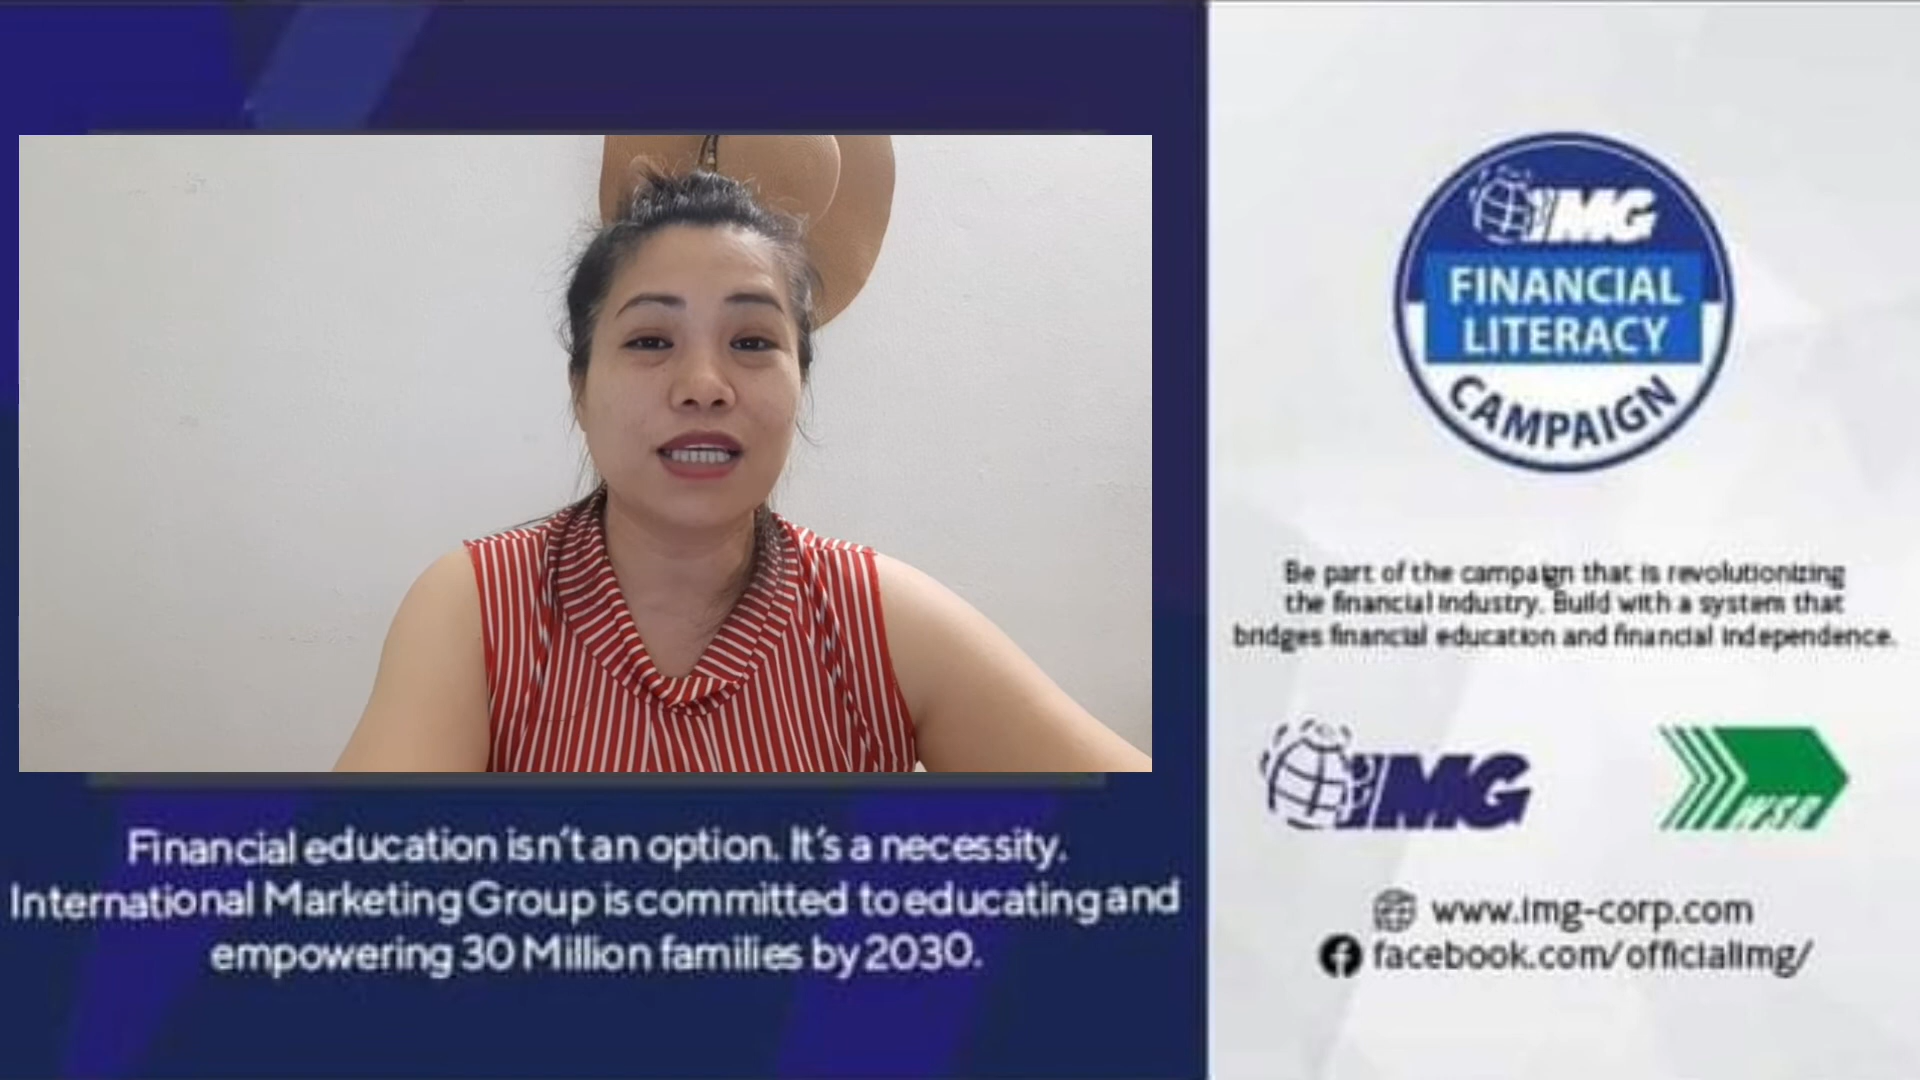 Financial education isn't an option. It's a necessity.
International Marketing Group is committed to educating and
empowering 30 Million families by 2030.
IMG
FINANCIAL
LITERACY
CAMPAIGN
Be part of the campaign that is revolutionizing
the financial industry. Build with a system that
bridges financial education and financial independence.
IMG
WSB
www.img-corp.com
facebook.com/officialimg/